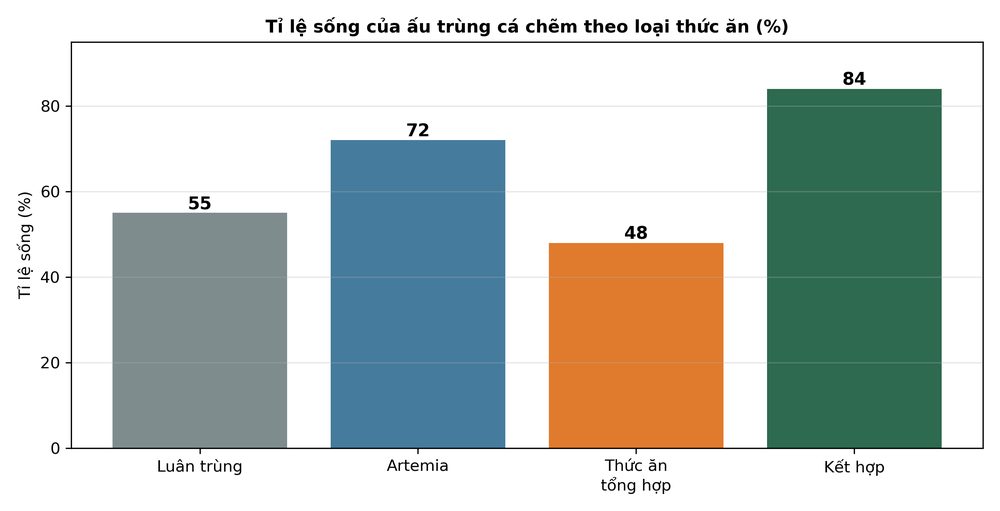 Tỉ lệ sống của ấu trùng cá chẽm theo loại thức ăn (%)
Tỉ lệ sống (%)
80
60
40
20
0
55
72
48
84
Luân trùng
Artemia
Thức ăn
tổng hợp
Kết hợp